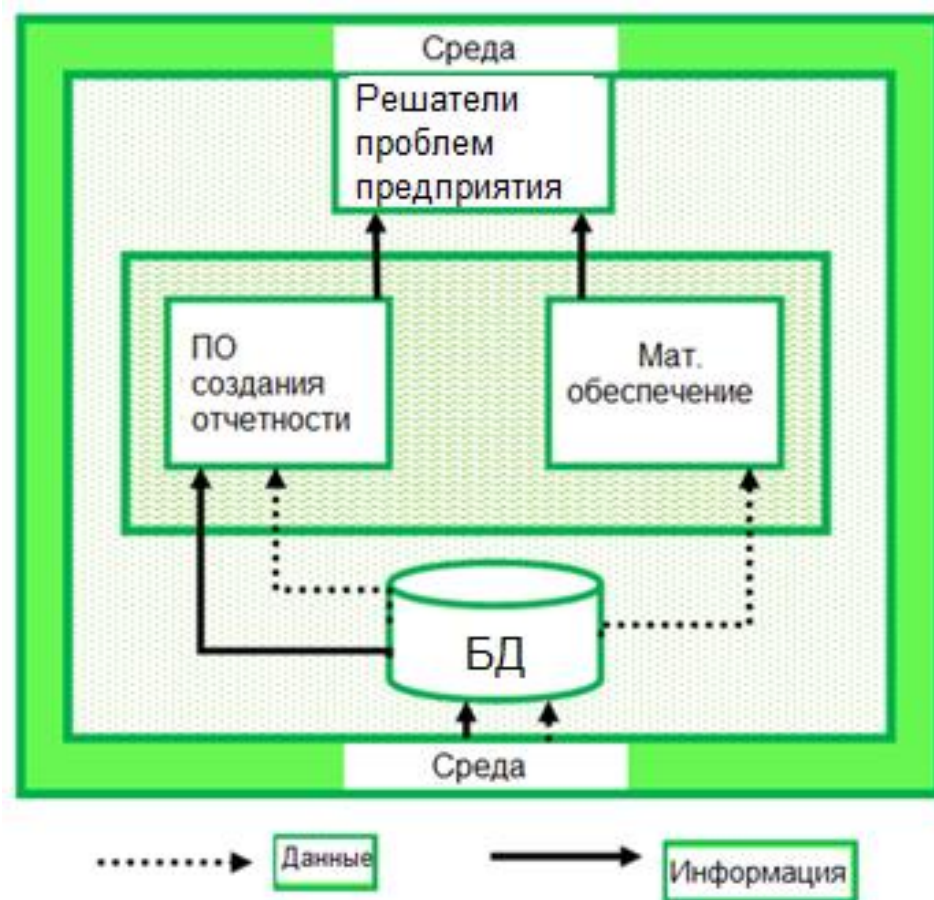 Среда
Решатели
проблем
предприятия
ПО
создания
отчетности
Мат.
обеспечение
БД
Среда
Данные
Информация